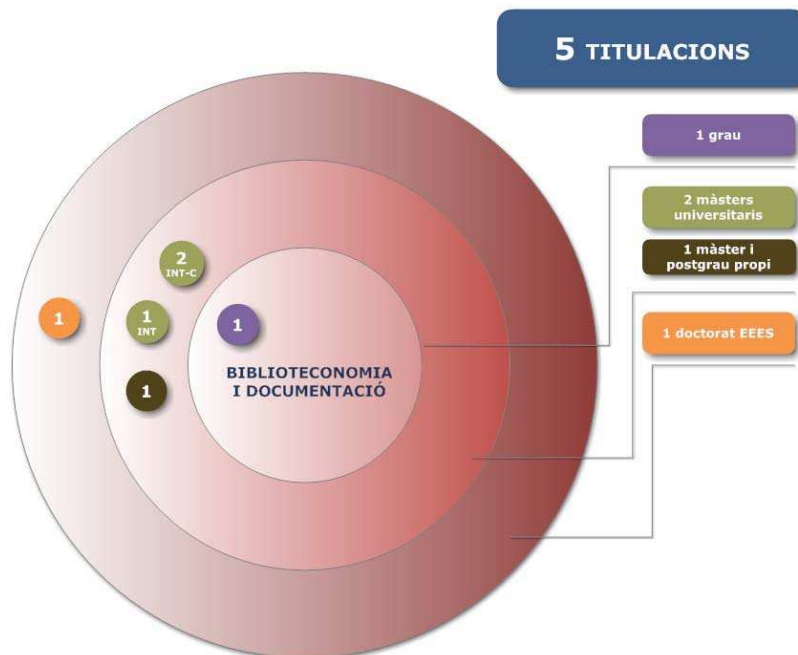 5 TITULACIONS
1 grau
2 màsters
universitaris
1 màster i
postgrau propi
1 doctorat EEES
2
INT-C
1
INT
1
1
1
BIBLIOTECONOMIA
I DOCUMENTACIÓ